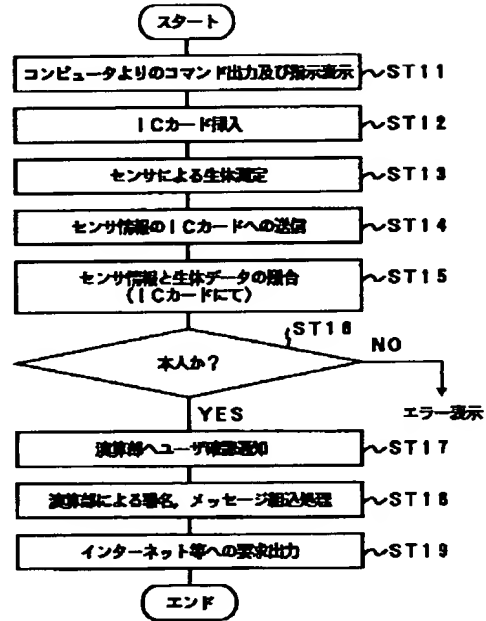 スタート
コンピュータよりのコマンド出力及び指示表示 ～ST11
ICカード挿入 ～ST12
センサによる生体測定 ～ST13
センサ情報のICカードへの送信 ～ST14
センサ情報と生体データの照合
(ICカードにて) ～ST15
ST16
本人か？ NO
エラー表示
YES
演算部へユーザ確認通知 ～ST17
演算部による署名，メッセージ組込処理 ～ST18
インターネット等への要求出力 ～ST19
エンド